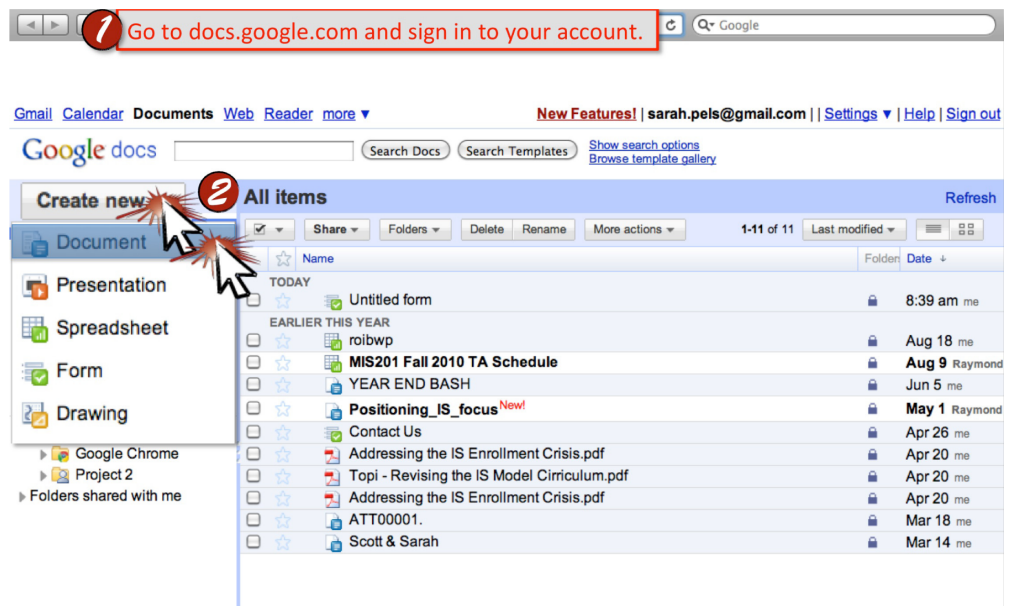 1 Go to docs.google.com and sign in to your account.
Google
Gmail Calendar Documents Web Reader more ▼ New Features! | sarah.pels@gmail.com | | Settings ▼ | Help | Sign out
Google docs Search Docs Search Templates Show search options
Browse template gallery
Create new 2 All items Refresh
Share Folders Delete Rename More actions 1-11 of 11 Last modified
Name Folder Date ↓
TODAY
Untitled form 8:39 am me
EARLIER THIS YEAR
roibwp Aug 18 me
MIS201 Fall 2010 TA Schedule Aug 9 Raymond
YEAR END BASH Jun 5 me
Positioning_IS_focus New! May 1 Raymond
Contact Us Apr 26 me
Addressing the IS Enrollment Crisis.pdf Apr 20 me
Topi - Revising the IS Model Cirriculum.pdf Apr 20 me
Addressing the IS Enrollment Crisis.pdf Apr 20 me
ATT00001. Mar 18 me
Scott & Sarah Mar 14 me
Document
Presentation
Spreadsheet
Form
Drawing
Google Chrome
Project 2
Folders shared with me